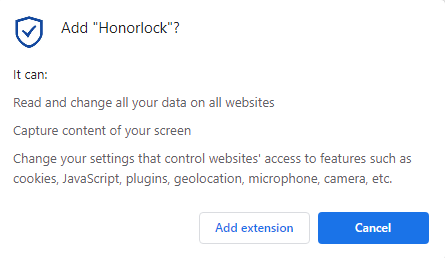 Add "Honorlock"?
It can:
Read and change all your data on all websites
Capture content of your screen
Change your settings that control websites' access to features such as
cookies, JavaScript, plugins, geolocation, microphone, camera, etc.
Add extension
Cancel